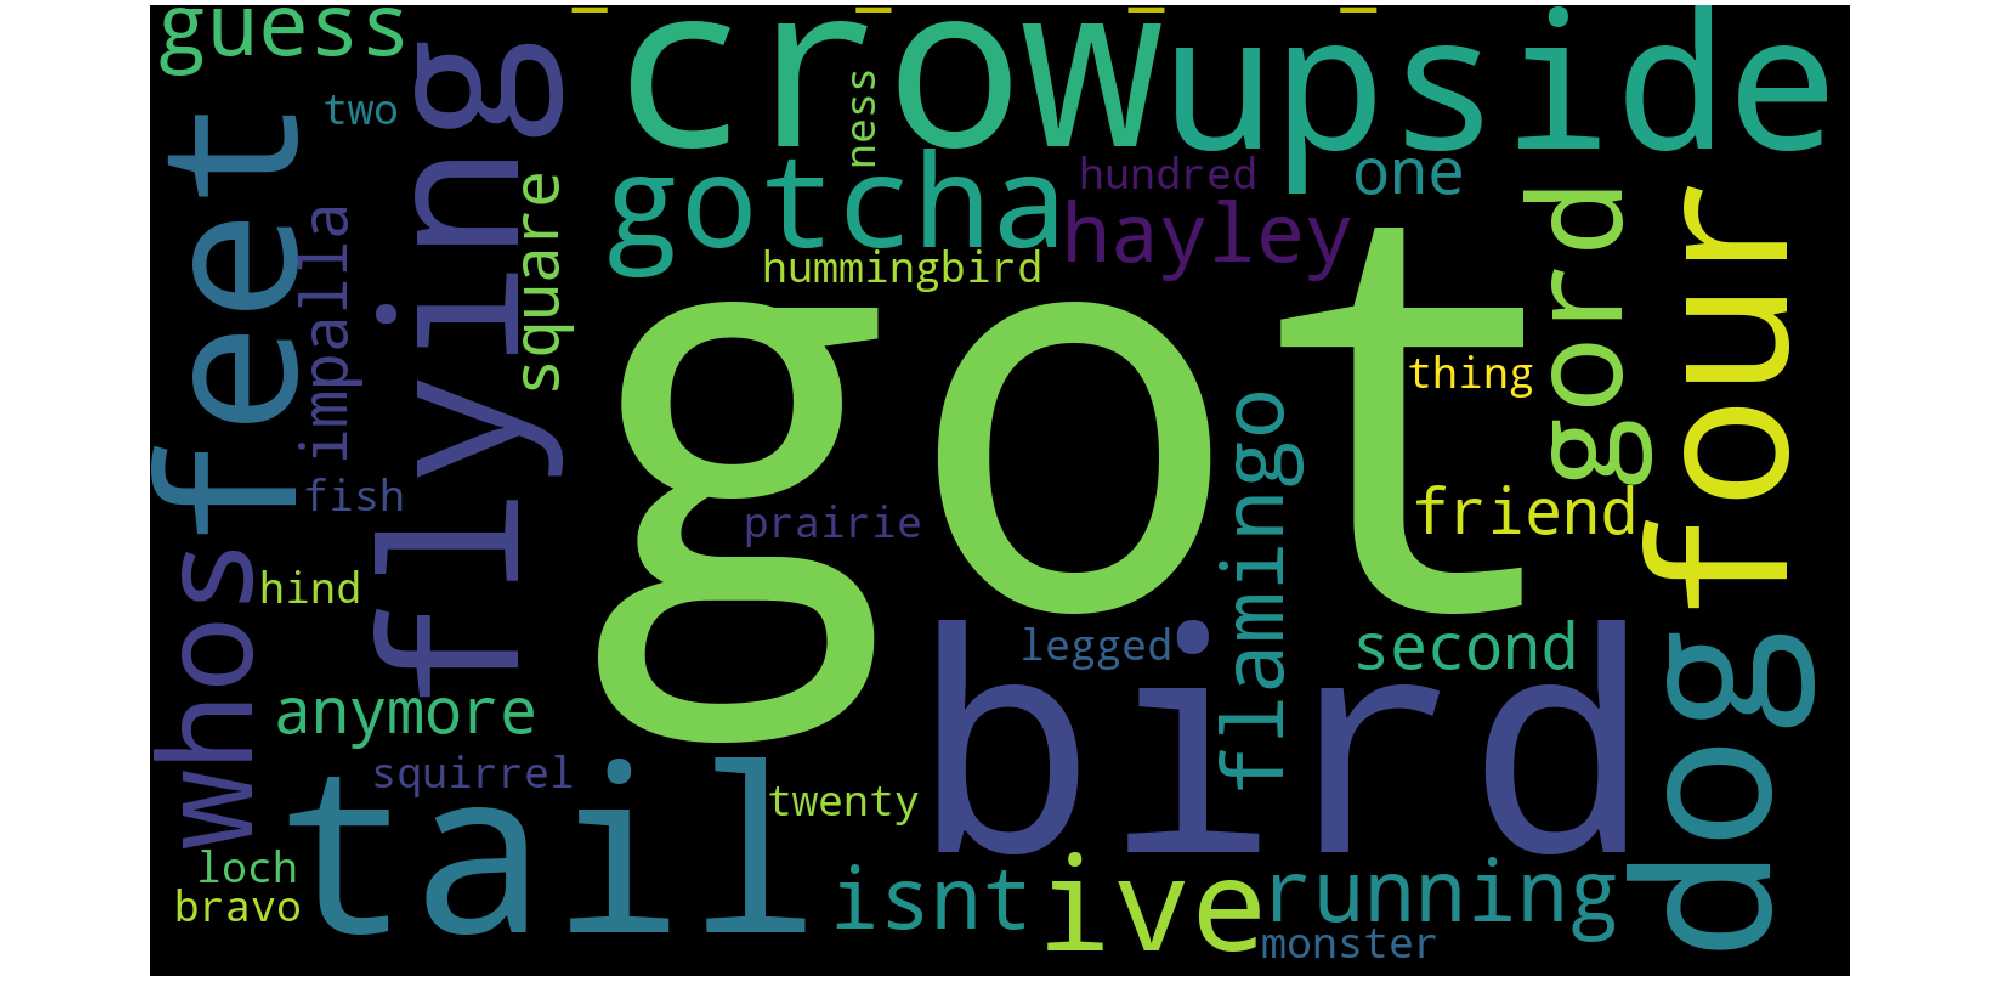 guess
crow
upside
two
ness
flying
feet
gotcha
hundred
one
square
hayley
gord
four
impalla
hummingbird
got
thing
flamingo
fish
prairie
friend
whos
hind
legged
second
bird
dog
anymore
squirrel
tail
twenty
loch
bravo
isnt
ive
running
monster